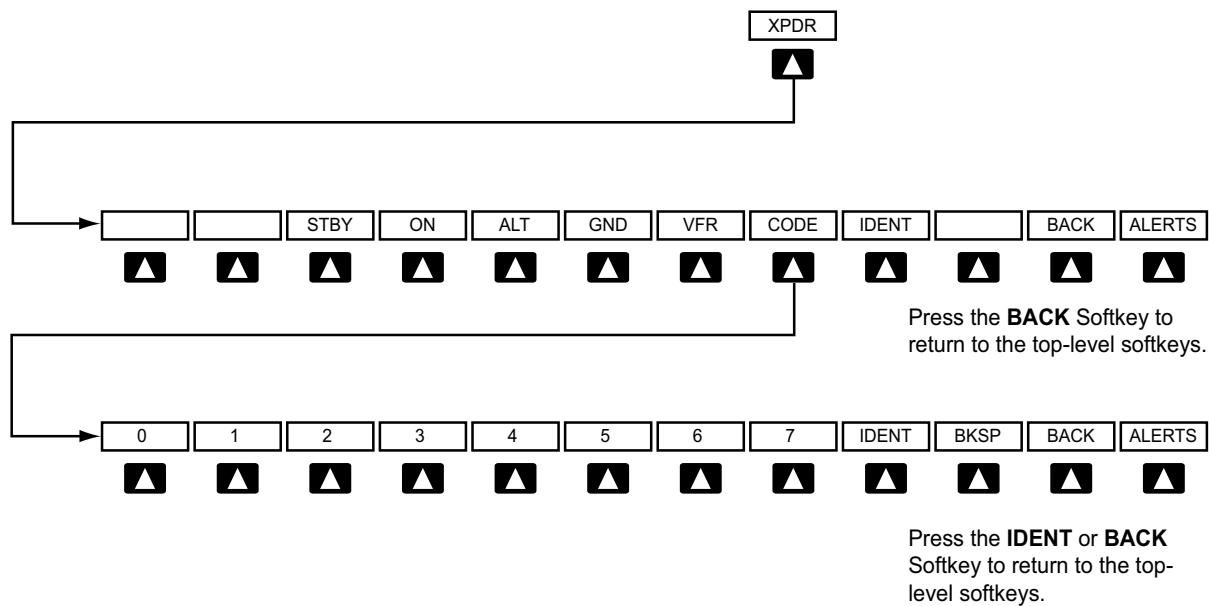 XPDR
STBY ON ALT GND VFR CODE IDENT BACK ALERTS
Press the BACK Softkey to
return to the top-level softkeys.
0 1 2 3 4 5 6 7 IDENT BKSP BACK ALERTS
Press the IDENT or BACK
Softkey to return to the top-
level softkeys.